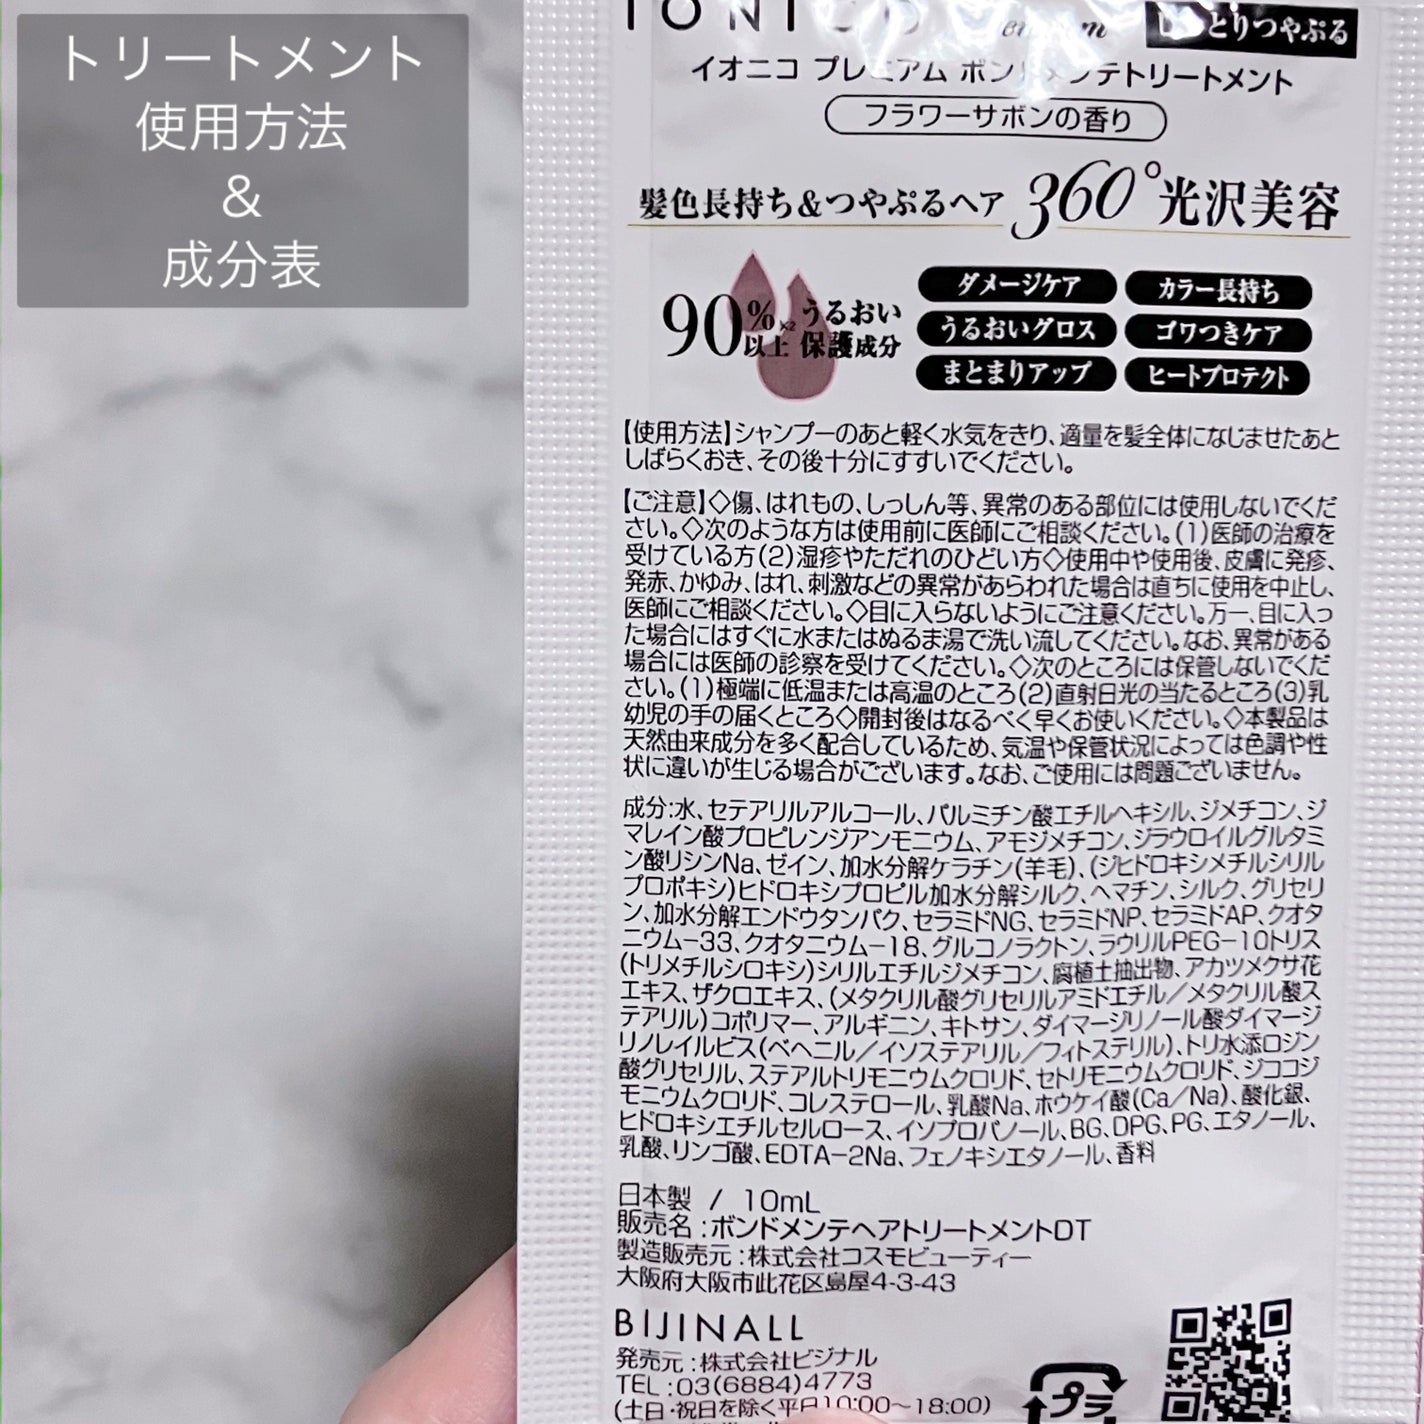 トリートメント
使用方法
&
成分表
IONICO Premium しっとりつやぷる
イオニコ プレミアム ボンドメンテトリートメント
フラワーサボンの香り
髪色長持ち&つやぷるヘア 360°光沢美容
90%以上 ※2 うるおい保護成分
ダメージケア カラー長持ち
うるおいグロス ゴワつきケア
まとまりアップ ヒートプロテクト
【使用方法】シャンプーのあと軽く水気をきり、適量を髪全体になじませたあと
しばらくおき、その後十分にすすいでください。
【ご注意】◇傷、はれもの、しっしん等、異常のある部位には使用しないでくだ
さい。◇次のような方は使用前に医師にご相談ください。(1)医師の治療を
受けている方(2)湿疹やただれのひどい方◇使用中や使用後、皮膚に発疹、
発赤、かゆみ、はれ、刺激などの異常があらわれた場合は直ちに使用を中止し、
医師にご相談ください。◇目に入らないようにご注意ください。万一、目に入っ
た場合にはすぐに水またはぬるま湯で洗い流してください。なお、異常がある
場合には医師の診察を受けてください。◇次のところには保管しないでくだ
さい。(1)極端に低温または高温のところ(2)直射日光の当たるところ(3)乳
幼児の手の届くところ◇開封後はなるべく早くお使いください。◇本製品は
天然由来成分を多く配合しているため、気温や保管状況によっては色調や性
状に違いが生じる場合がございます。なお、ご使用には問題ございません。
成分:水、セテアリルアルコール、パルミチン酸エチルヘキシル、ジメチコン、ジ
マレイン酸プロピレンジアンモニウム、アモジメチコン、ジラウロイルグルタミ
ン酸リシンNa、ゼイン、加水分解ケラチン(羊毛)、(ジヒドロキシメチルシリル
プロポキシ)ヒドロキシプロピル加水分解シルク、ヘマチン、シルク、グリセリ
ン、加水分解エンドウタンパク、セラミドNG、セラミドNP、セラミドAP、クオタ
ニウム-33、クオタニウム-18、グルコノラクトン、ラウリルPEG-10トリス
(トリメチルシロキシ)シリルエチルジメチコン、腐植土抽出物、アカツメクサ花
エキス、ザクロエキス、(メタクリル酸グリセリルアミドエチル/メタクリル酸ス
テアリル)コポリマー、アルギニン、キトサン、ダイマージリノール酸ダイマージ
リノレイルビス(ベヘニル/イソステアリル/フィトステリル)、トリ水添ロジン
酸グリセリル、ステアルトリモニウムクロリド、セトリモニウムクロリド、ジココジ
モニウムクロリド、コレステロール、乳酸Na、ホウケイ酸(Ca/Na)、酸化銀、
ヒドロキシエチルセルロース、イソプロパノール、BG、DPG、PG、エタノール、
乳酸、リンゴ酸、EDTA-2Na、フェノキシエタノール、香料
日本製 / 10mL
販売名:ボンドメンテヘアトリートメントDT
製造販売元:株式会社コスモビューティー
大阪府大阪市此花区島屋4-3-43
BIJINALL
発売元:株式会社ビジナル
TEL:03(6884)4773
(土日・祝日を除く平日10:00~18:00)
プラ